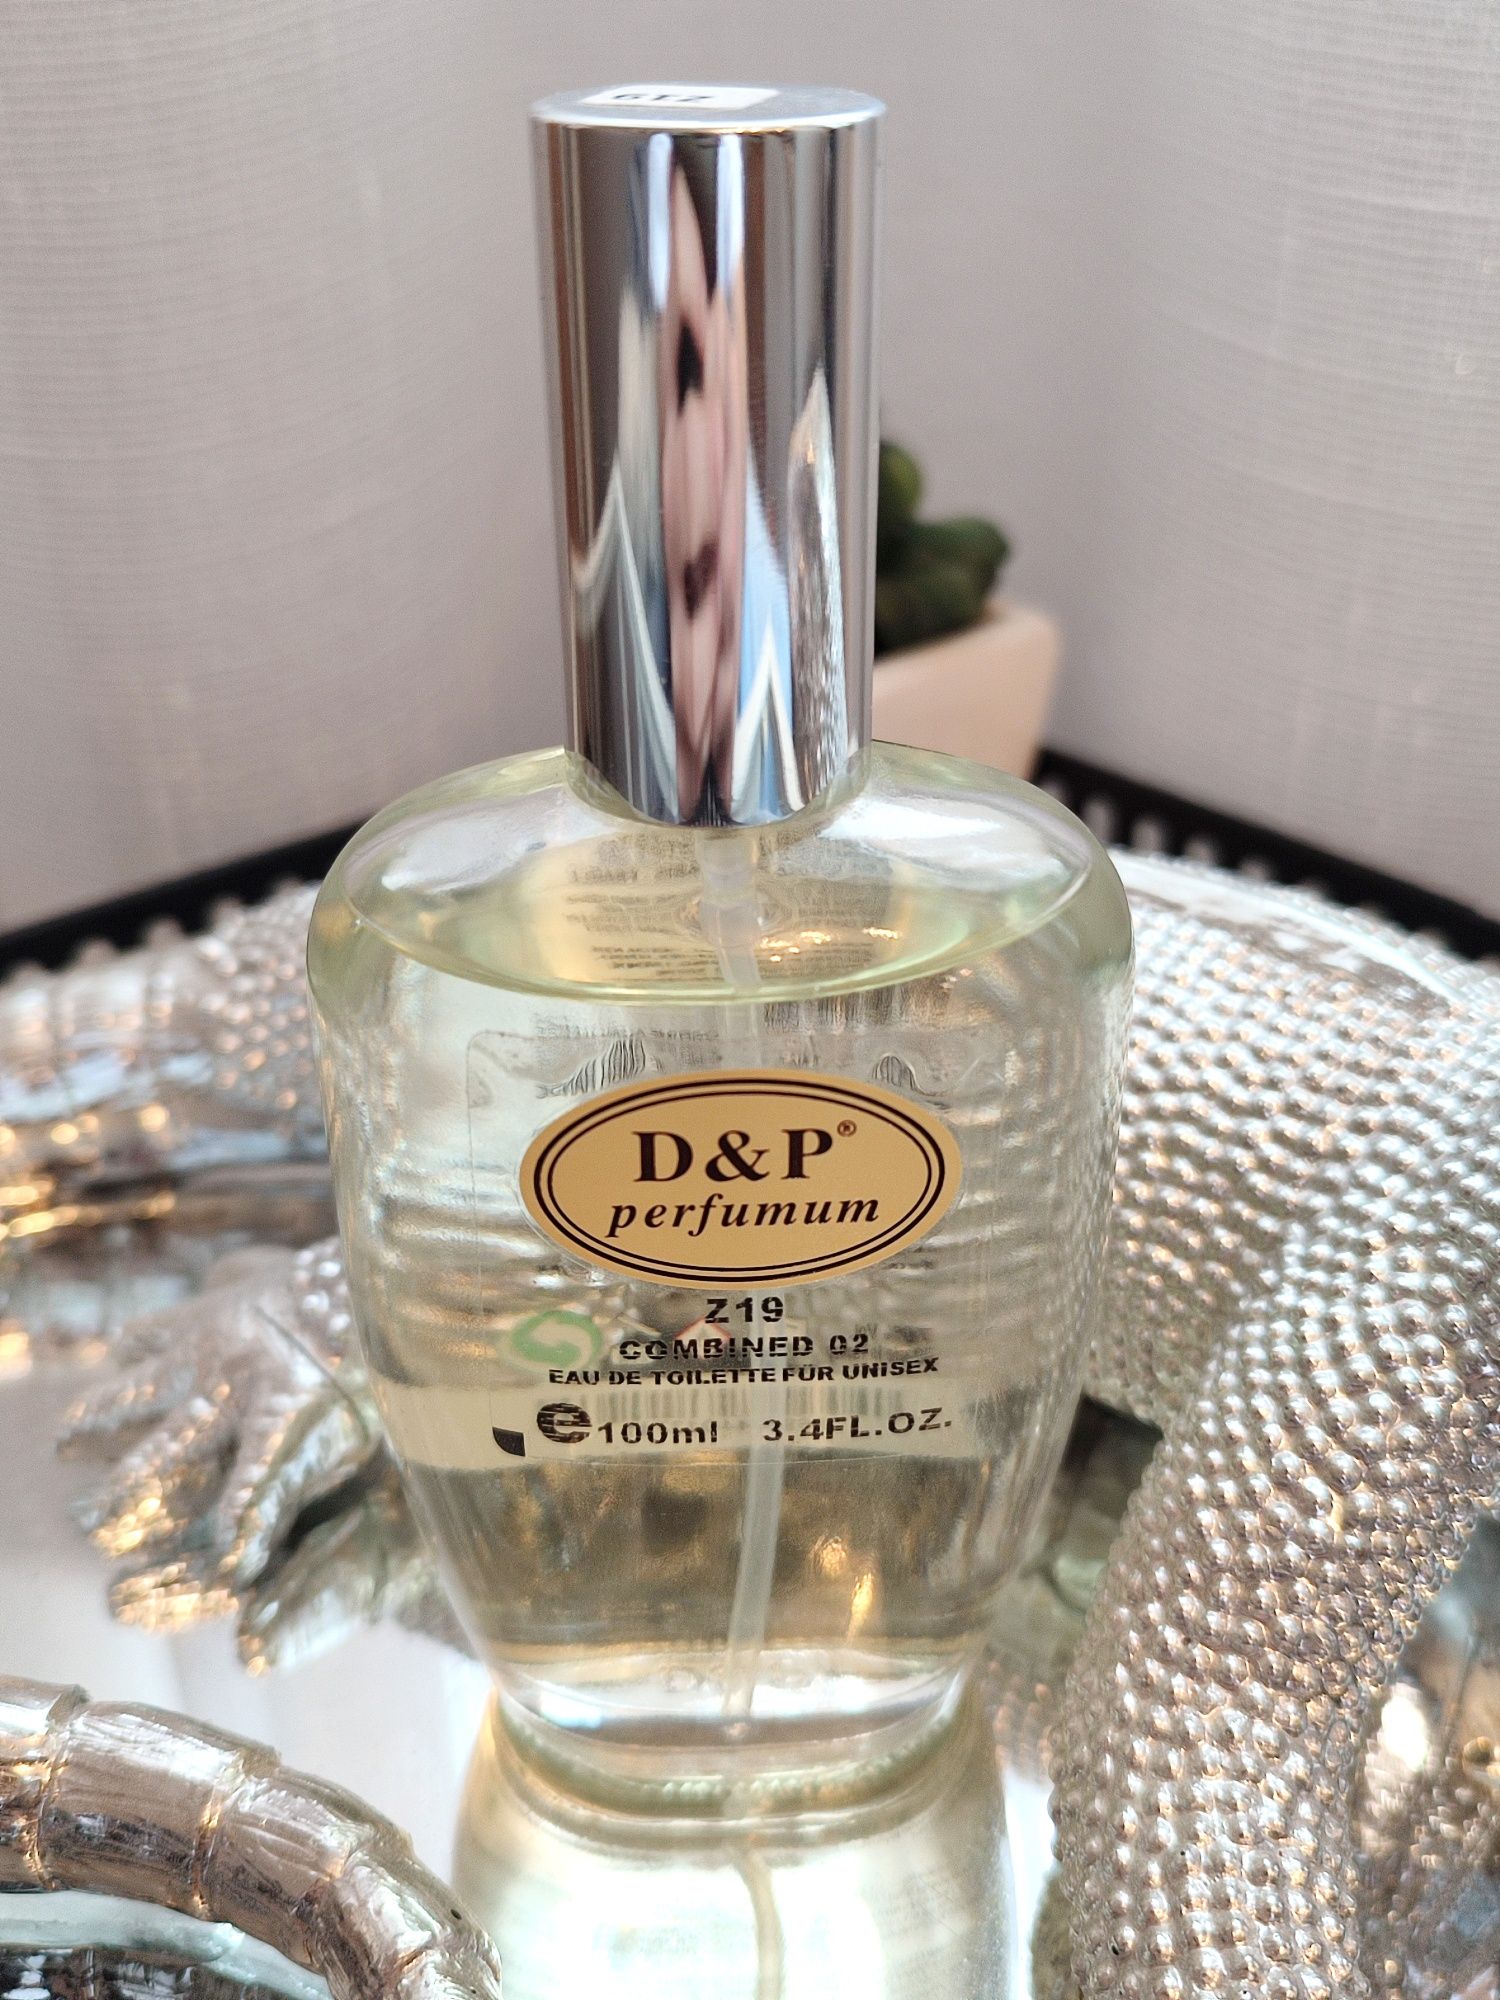 Z19
D&P®
perfumum
Z19
COMBINED 02
EAU DE TOILETTE FÜR UNISEX
e 100ml 3.4FL.OZ.